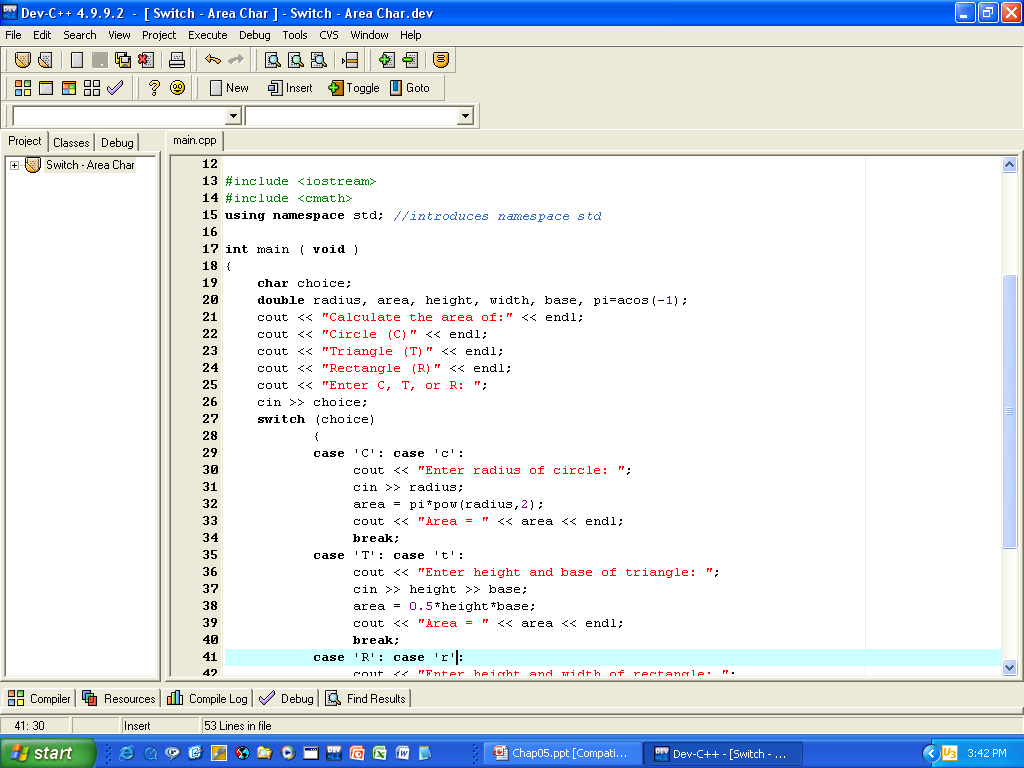 Dev-C++ 4.9.9.2 - [ Switch - Area Char ] - Switch - Area Char.dev
File Edit Search View Project Execute Debug Tools CVS Window Help
New Insert Toggle Goto
Project Classes Debug main.cpp
Switch - Area Char
12
13 #include <iostream>
14 #include <cmath>
15 using namespace std; //introduces namespace std
16
17 int main ( void )
18 {
19 char choice;
20 double radius, area, height, width, base, pi=acos(-1);
21 cout << "Calculate the area of:" << endl;
22 cout << "Circle (C)" << endl;
23 cout << "Triangle (T)" << endl;
24 cout << "Rectangle (R)" << endl;
25 cout << "Enter C, T, or R: ";
26 cin >> choice;
27 switch (choice)
28 {
29 case 'C': case 'c':
30 cout << "Enter radius of circle: ";
31 cin >> radius;
32 area = pi*pow(radius,2);
33 cout << "Area = " << area << endl;
34 break;
35 case 'T': case 't':
36 cout << "Enter height and base of triangle: ";
37 cin >> height >> base;
38 area = 0.5*height*base;
39 cout << "Area = " << area << endl;
40 break;
41 case 'R': case 'r':
42 cout << "Enter height and width of rectangle: ";
Compiler Resources Compile Log Debug Find Results
41: 30 Insert 53 Lines in file
start Chap05.ppt [Compati... Dev-C++ - [Switch - ... 3:42 PM